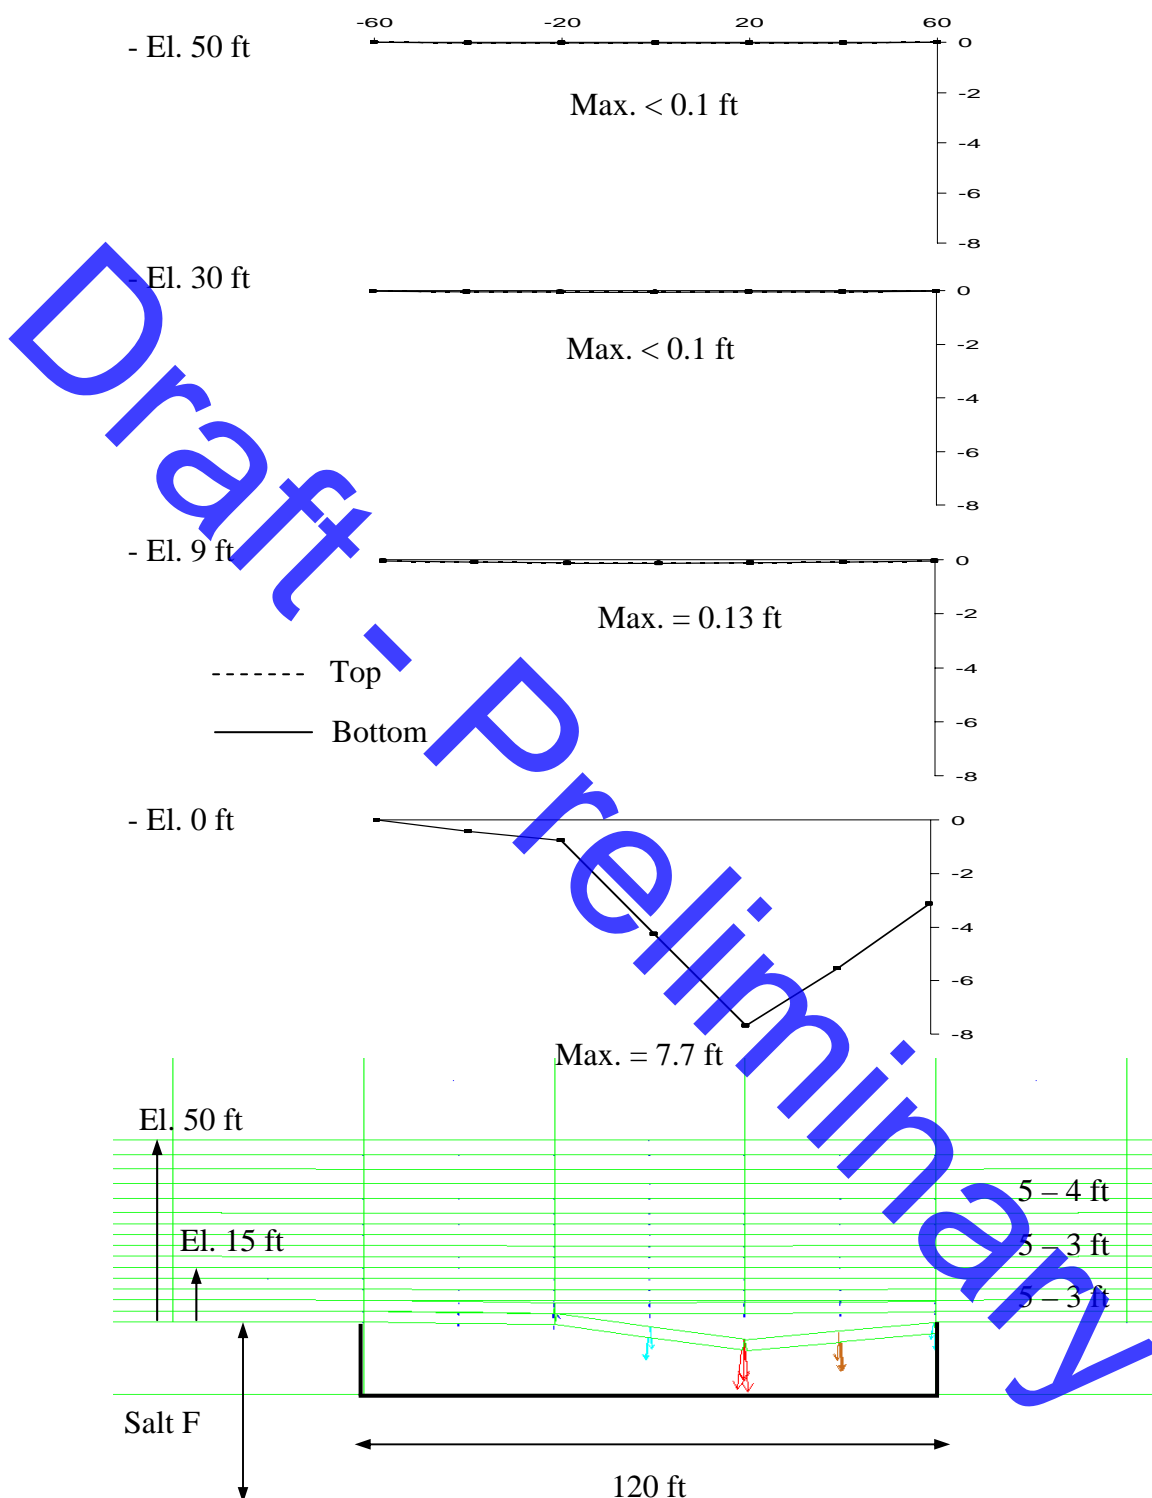 -60 -20 20 60
- El. 50 ft
0
-2
Max. < 0.1 ft
-4
-6
-8
- El. 30 ft
0
-2
Max. < 0.1 ft
-4
-6
-8
- El. 9 ft
0
-2
Max. = 0.13 ft
-4
-6
-8
Top
Bottom
- El. 0 ft
0
-2
-4
-6
-8
Max. = 7.7 ft
El. 50 ft
5 – 4 ft
El. 15 ft
5 – 3 ft
5 – 3 ft
Salt F
120 ft
Draft - Preliminary